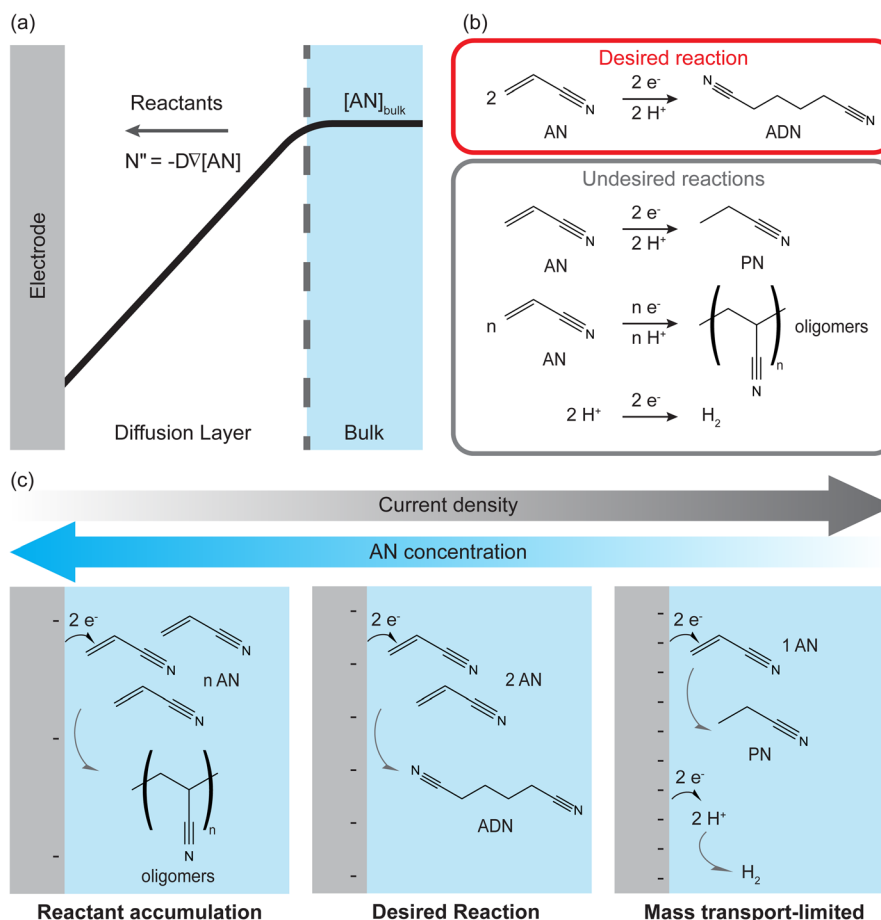 (a)
Electrode
Reactants
N" = -D∇[AN]
[AN]bulk
Diffusion Layer
Bulk
(b)
Desired reaction
2
N
AN
2 e-
2 H+
N
N
ADN
Undesired reactions
N
AN
2 e-
2 H+
N
PN
n
N
AN
n e-
n H+
N
n
oligomers
2 H+
2 e-
H2
(c)
Current density
AN concentration
2 e-
N
n AN
N
N
N
n
oligomers
Reactant accumulation
2 e-
N
2 AN
N
N
N
ADN
Desired Reaction
2 e-
N
1 AN
N
PN
2 e-
2 H+
H2
Mass transport-limited